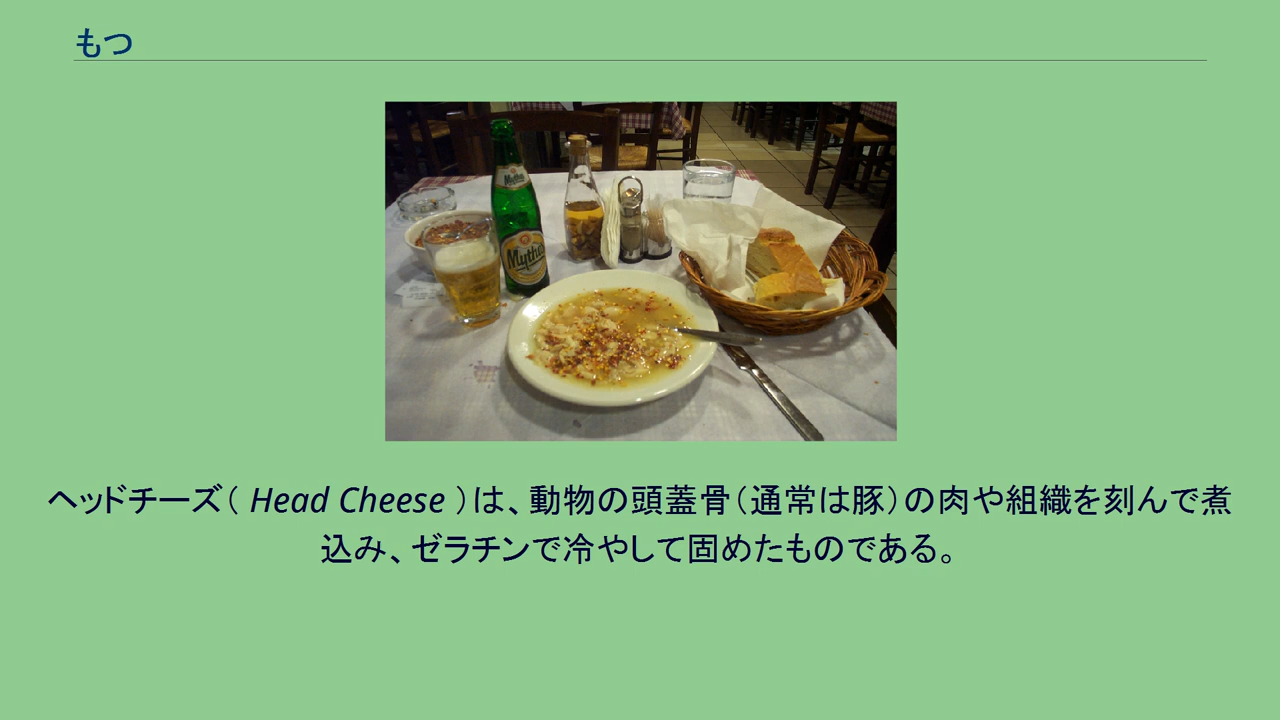 もつ
Mythos
ヘッドチーズ（ Head Cheese ）は、動物の頭蓋骨（通常は豚）の肉や組織を刻んで煮
込み、ゼラチンで冷やして固めたものである。